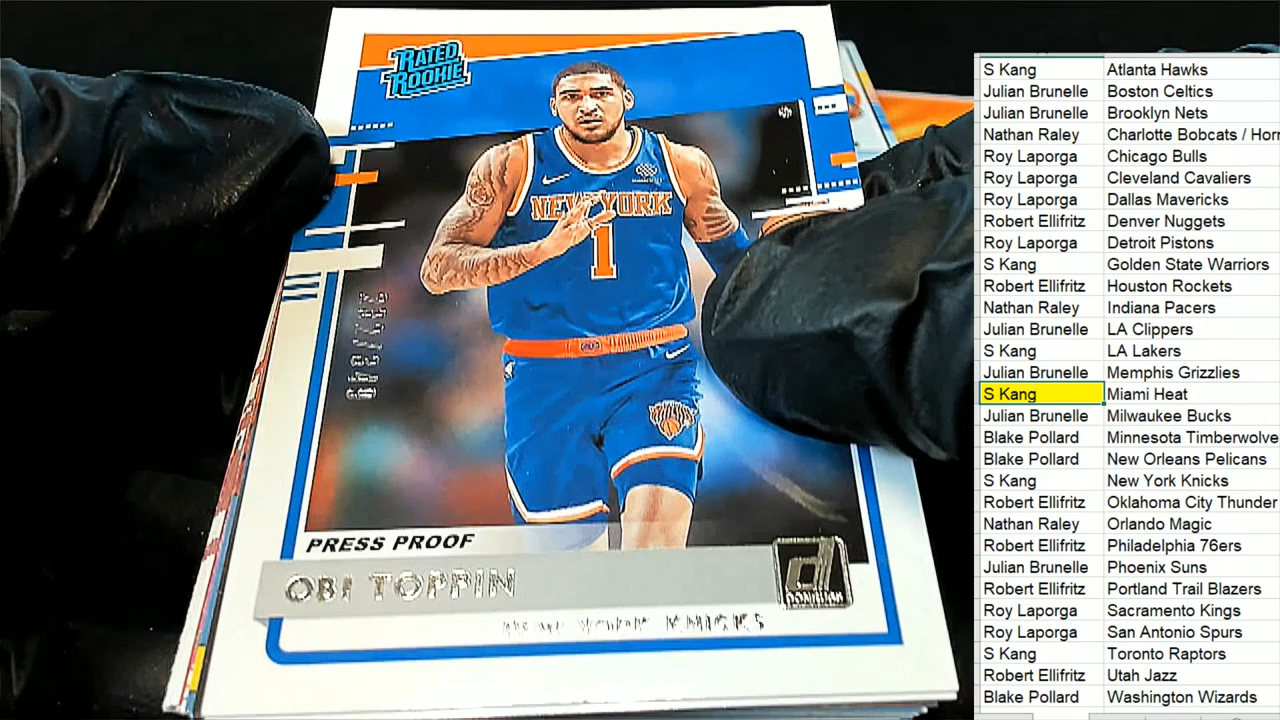 RATED
ROOKIE
NEW YORK
1
PRESS PROOF
OBI TOPPIN
d
DONRUSS
NEW YORK KNICKS
S Kang Atlanta Hawks
Julian Brunelle Boston Celtics
Julian Brunelle Brooklyn Nets
Nathan Raley Charlotte Bobcats / Hor
Roy Laporga Chicago Bulls
Roy Laporga Cleveland Cavaliers
Roy Laporga Dallas Mavericks
Robert Ellifritz Denver Nuggets
Roy Laporga Detroit Pistons
S Kang Golden State Warriors
Robert Ellifritz Houston Rockets
Nathan Raley Indiana Pacers
Julian Brunelle LA Clippers
S Kang LA Lakers
Julian Brunelle Memphis Grizzlies
S Kang Miami Heat
Julian Brunelle Milwaukee Bucks
Blake Pollard Minnesota Timberwolve
Blake Pollard New Orleans Pelicans
S Kang New York Knicks
Robert Ellifritz Oklahoma City Thunder
Nathan Raley Orlando Magic
Robert Ellifritz Philadelphia 76ers
Julian Brunelle Phoenix Suns
Robert Ellifritz Portland Trail Blazers
Roy Laporga Sacramento Kings
Roy Laporga San Antonio Spurs
S Kang Toronto Raptors
Robert Ellifritz Utah Jazz
Blake Pollard Washington Wizards